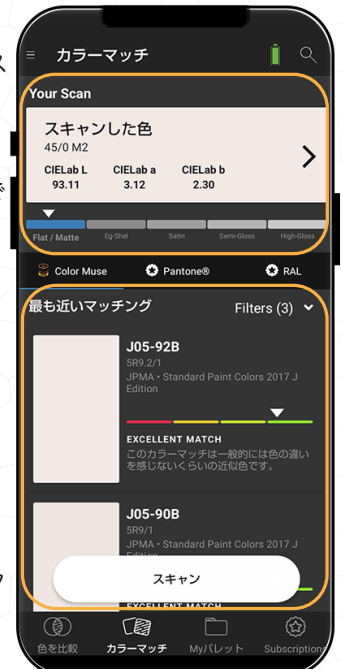 カラーマッチ
Your Scan
スキャンした色
45/0 M2
CIELab L CIELab a CIELab b
93.11 3.12 2.30
Flat / Matte Eg-Shel Satin Semi-Gloss High-Gloss
Color Muse Pantone® RAL
最も近いマッチング Filters (3)
J05-92B
5R9.2/1
JPMA • Standard Paint Colors 2017 J
Edition
EXCELLENT MATCH
このカラーマッチは一般的には色の違い
を感じないくらいの近似色です。
J05-90B
5R9/1
JPMA • Standard Paint Colors 2017 J
Edition
スキャン
EXCELLENT MATCH
色を比較 カラーマッチ Myパレット Subscriptions